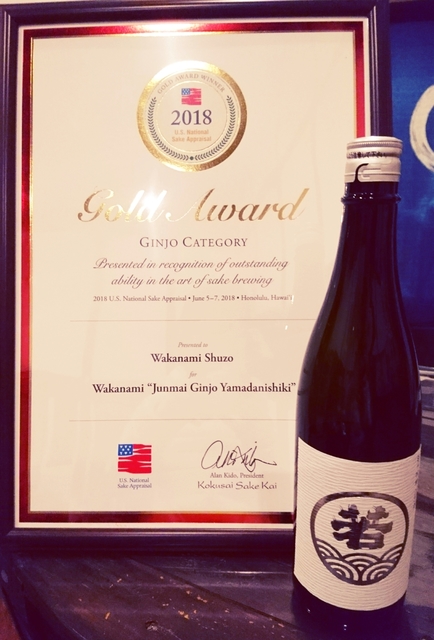 GOLD AWARD WINNER
2018
U.S. National
Sake Appraisal
Gold Award
GINJO CATEGORY
Presented in recognition of outstanding
ability in the art of sake brewing
2018 U.S. National Sake Appraisal • June 5–7, 2018 • Honolulu, Hawai'i
Presented to
Wakanami Shuzo
for
Wakanami "Junmai Ginjo Yamadanishiki"
U.S. National
Sake Appraisal
Alan Kido, President
Kokusai Sake Kai
若